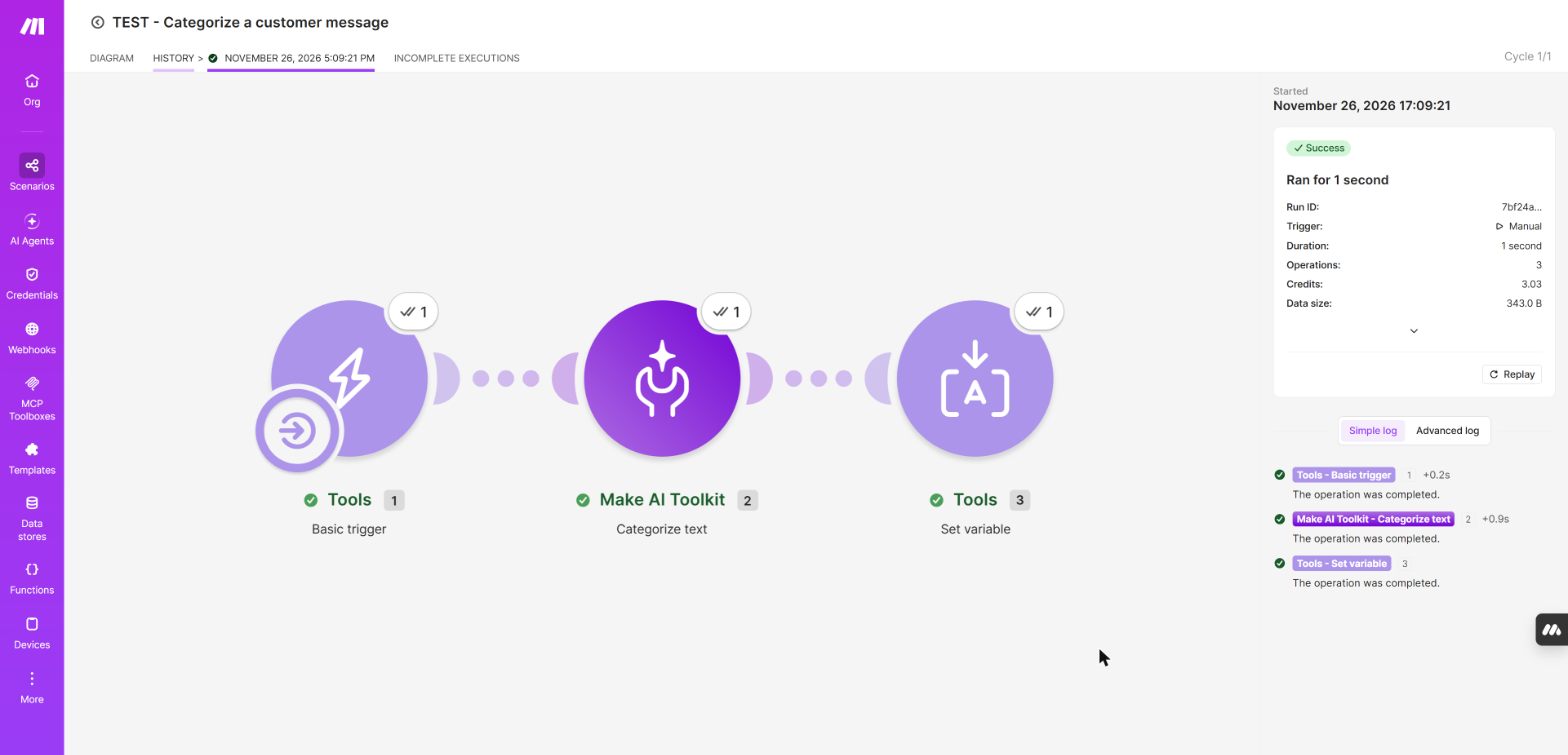 TEST - Categorize a customer message
DIAGRAM
HISTORY > NOVEMBER 26, 2026 5:09:21 PM
INCOMPLETE EXECUTIONS
Cycle 1/1
Org
Scenarios
AI Agents
Credentials
Webhooks
MCP
Toolboxes
Templates
Data
stores
Functions
Devices
More
1
Tools 1
Basic trigger
1
Make AI Toolkit 2
Categorize text
1
A
Tools 3
Set variable
Started
November 26, 2026 17:09:21
Success
Ran for 1 second
Run ID: 7bf24a...
Trigger: Manual
Duration: 1 second
Operations: 3
Credits: 3.03
Data size: 343.0 B
Replay
Simple log Advanced log
Tools - Basic trigger 1 +0.2s
The operation was completed.
Make AI Toolkit - Categorize text 2 +0.9s
The operation was completed.
Tools - Set variable 3
The operation was completed.